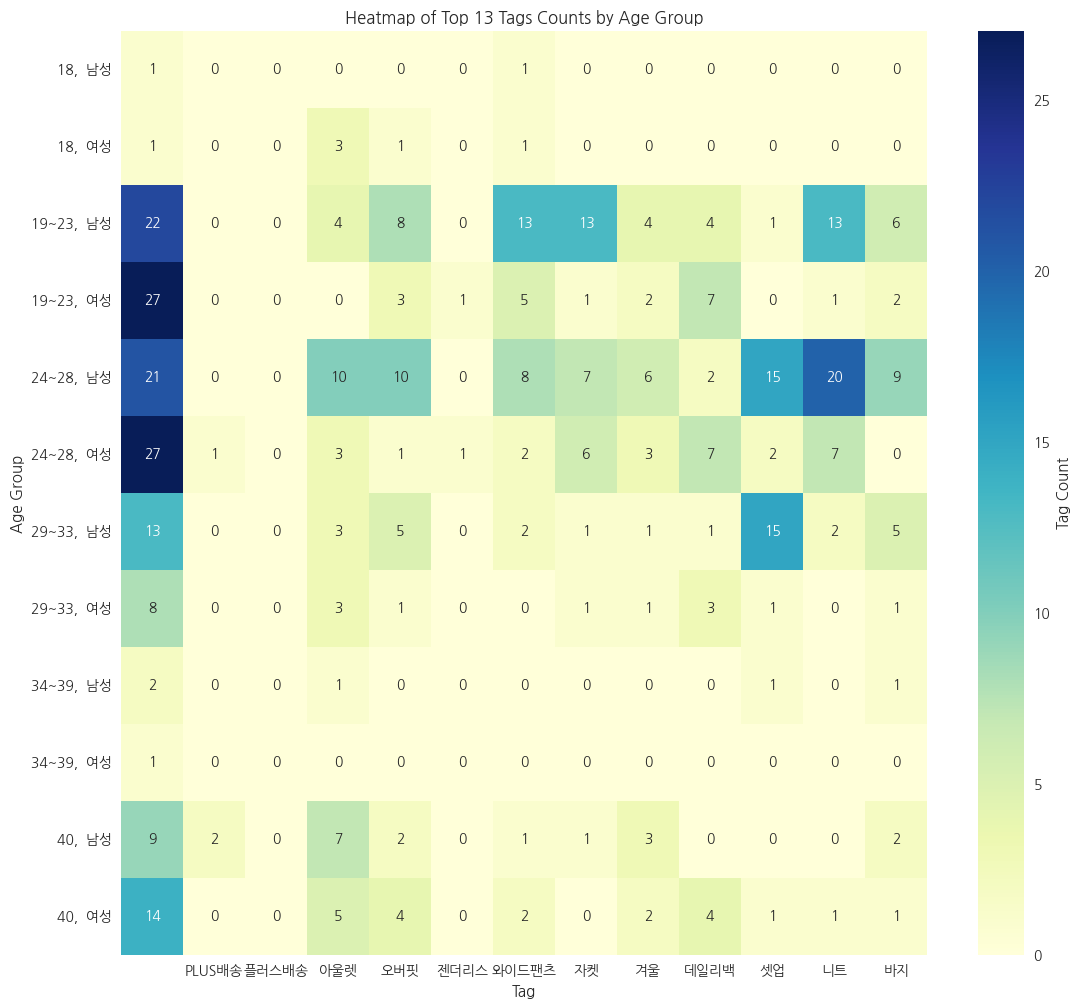 Heatmap of Top 13 Tags Counts by Age Group
18, 남성 1 0 0 0 0 0 1 0 0 0 0 0 0
18, 여성 1 0 0 3 1 0 1 0 0 0 0 0 0
19~23, 남성 22 0 0 4 8 0 13 13 4 4 1 13 6
19~23, 여성 27 0 0 0 3 1 5 1 2 7 0 1 2
24~28, 남성 21 0 0 10 10 0 8 7 6 2 15 20 9
24~28, 여성 27 1 0 3 1 1 2 6 3 7 2 7 0
29~33, 남성 13 0 0 3 5 0 2 1 1 1 15 2 5
29~33, 여성 8 0 0 3 1 0 0 1 1 3 1 0 1
34~39, 남성 2 0 0 1 0 0 0 0 0 0 1 0 1
34~39, 여성 1 0 0 0 0 0 0 0 0 0 0 0 0
40, 남성 9 2 0 7 2 0 1 1 3 0 0 0 2
40, 여성 14 0 0 5 4 0 2 0 2 4 1 1 1
PLUS배송 플러스배송 아울렛 오버핏 젠더리스 와이드팬츠 자켓 겨울 데일리백 셋업 니트 바지
Tag
Age Group
25
20
15
10
5
0
Tag Count